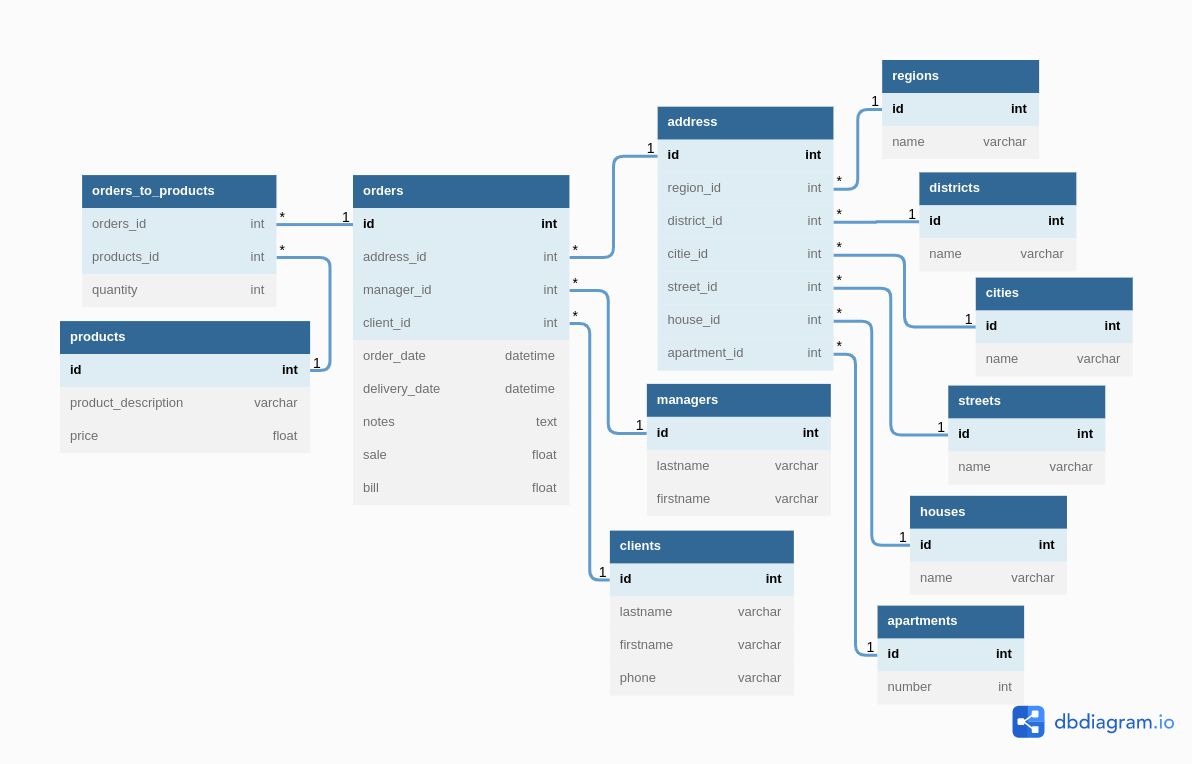 regions
id int
name varchar
address
id int
region_id int
district_id int
citie_id int
street_id int
house_id int
apartment_id int
districts
id int
name varchar
orders_to_products
orders_id int
products_id int
quantity int
orders
id int
address_id int
manager_id int
client_id int
order_date datetime
delivery_date datetime
notes text
sale float
bill float
cities
id int
name varchar
products
id int
product_description varchar
price float
managers
id int
lastname varchar
firstname varchar
streets
id int
name varchar
houses
id int
name varchar
clients
id int
lastname varchar
firstname varchar
phone varchar
apartments
id int
number int
* 1
* 1
* 1
* 1
* 1
* 1
* 1
* 1
* 1
* 1
* 1
dbdiagram.io